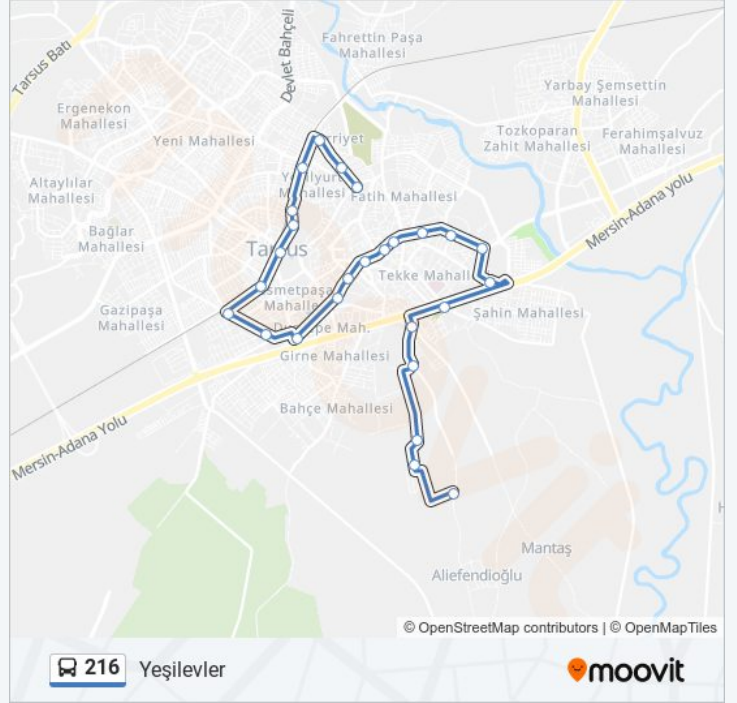 Fahrettin Paşa
Mahallesi
Devlet Bahçeli
Tarsus Batı
Yarbay Şemsettin
Mahallesi
Ergenekon
Mahallesi
Yeni Mahallesi
Tozkoparan
Zahit Mahallesi
Ferahimşalvuz
Mahallesi
Altaylılar
Mahallesi
Mahallesi
Fatih Mahallesi
Mersin-Adana yolu
Bağlar
Mahallesi
Tekke
Gazipaşa
Mahallesi
Şahin Mahallesi
Mah.
Girne Mahallesi
Bahçe Mahallesi
Mersin-Adana Yolu
Mantaş
Aliefendioğlu
© OpenStreetMap contributors | © OpenMapTiles
216 Yeşilevler
moovit